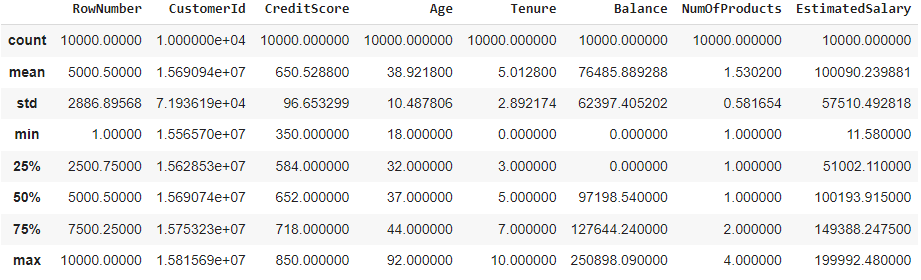 RowNumber CustomerId CreditScore Age Tenure Balance NumOfProducts EstimatedSalary
count 10000.00000 1.000000e+04 10000.000000 10000.000000 10000.000000 10000.000000 10000.000000 10000.000000
mean 5000.50000 1.569094e+07 650.528800 38.921800 5.012800 76485.889288 1.530200 100090.239881
std 2886.89568 7.193619e+04 96.653299 10.487806 2.892174 62397.405202 0.581654 57510.492818
min 1.00000 1.556570e+07 350.000000 18.000000 0.000000 0.000000 1.000000 11.580000
25% 2500.75000 1.562853e+07 584.000000 32.000000 3.000000 0.000000 1.000000 51002.110000
50% 5000.50000 1.569074e+07 652.000000 37.000000 5.000000 97198.540000 1.000000 100193.915000
75% 7500.25000 1.575323e+07 718.000000 44.000000 7.000000 127644.240000 2.000000 149388.247500
max 10000.00000 1.581569e+07 850.000000 92.000000 10.000000 250898.090000 4.000000 199992.480000